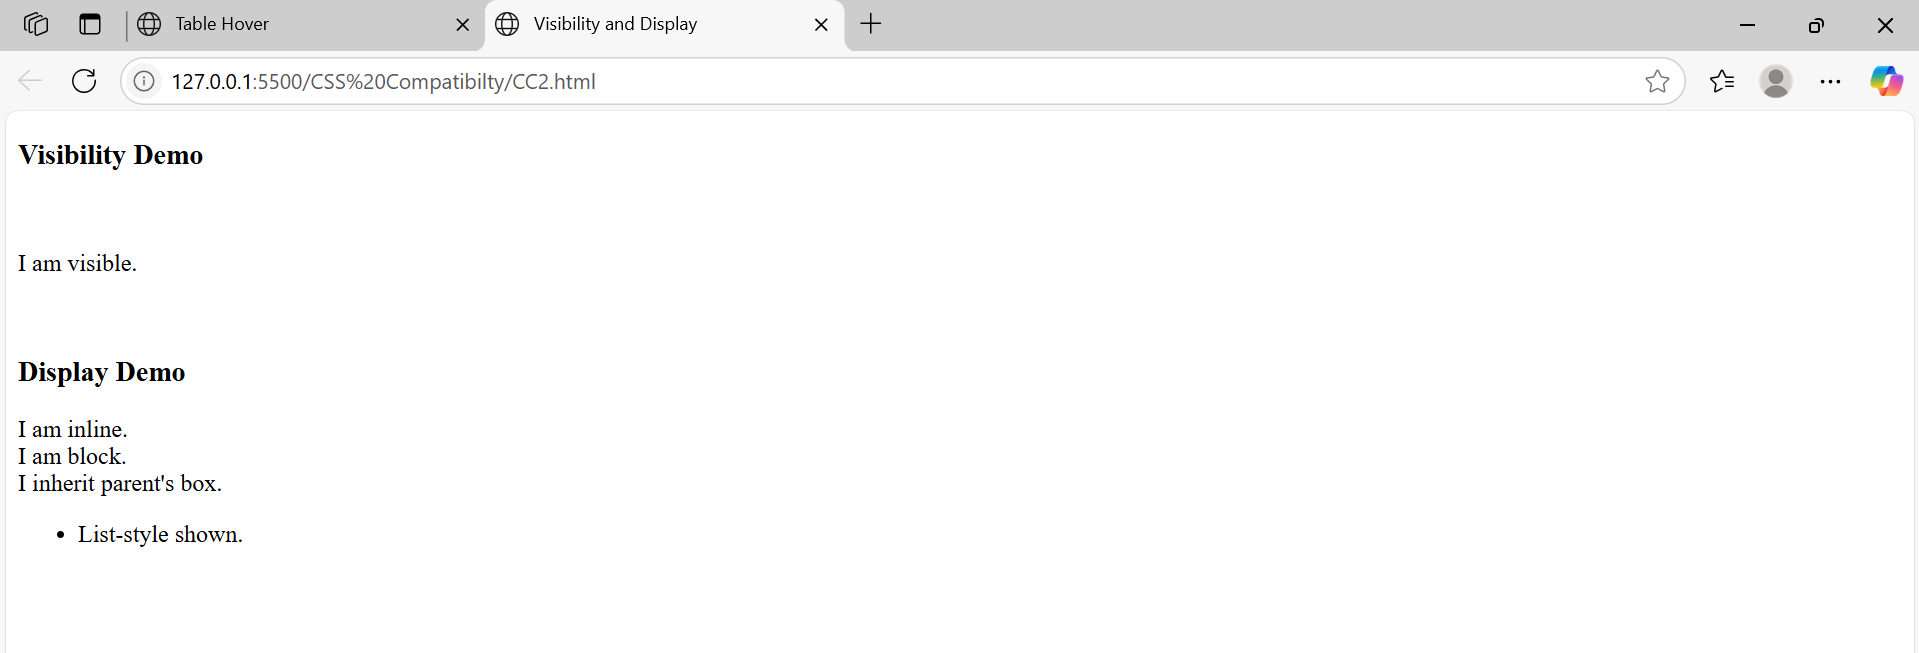 Table Hover
Visibility and Display
127.0.0.1:5500/CSS%20Compatibilty/CC2.html
Visibility Demo
I am visible.
Display Demo
I am inline.
I am block.
I inherit parent's box.
• List-style shown.